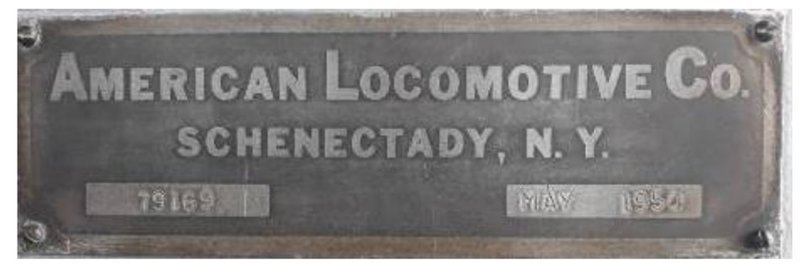 AMERICAN LOCOMOTIVE CO.
SCHENECTADY, N. Y.
79169 MAY 1954